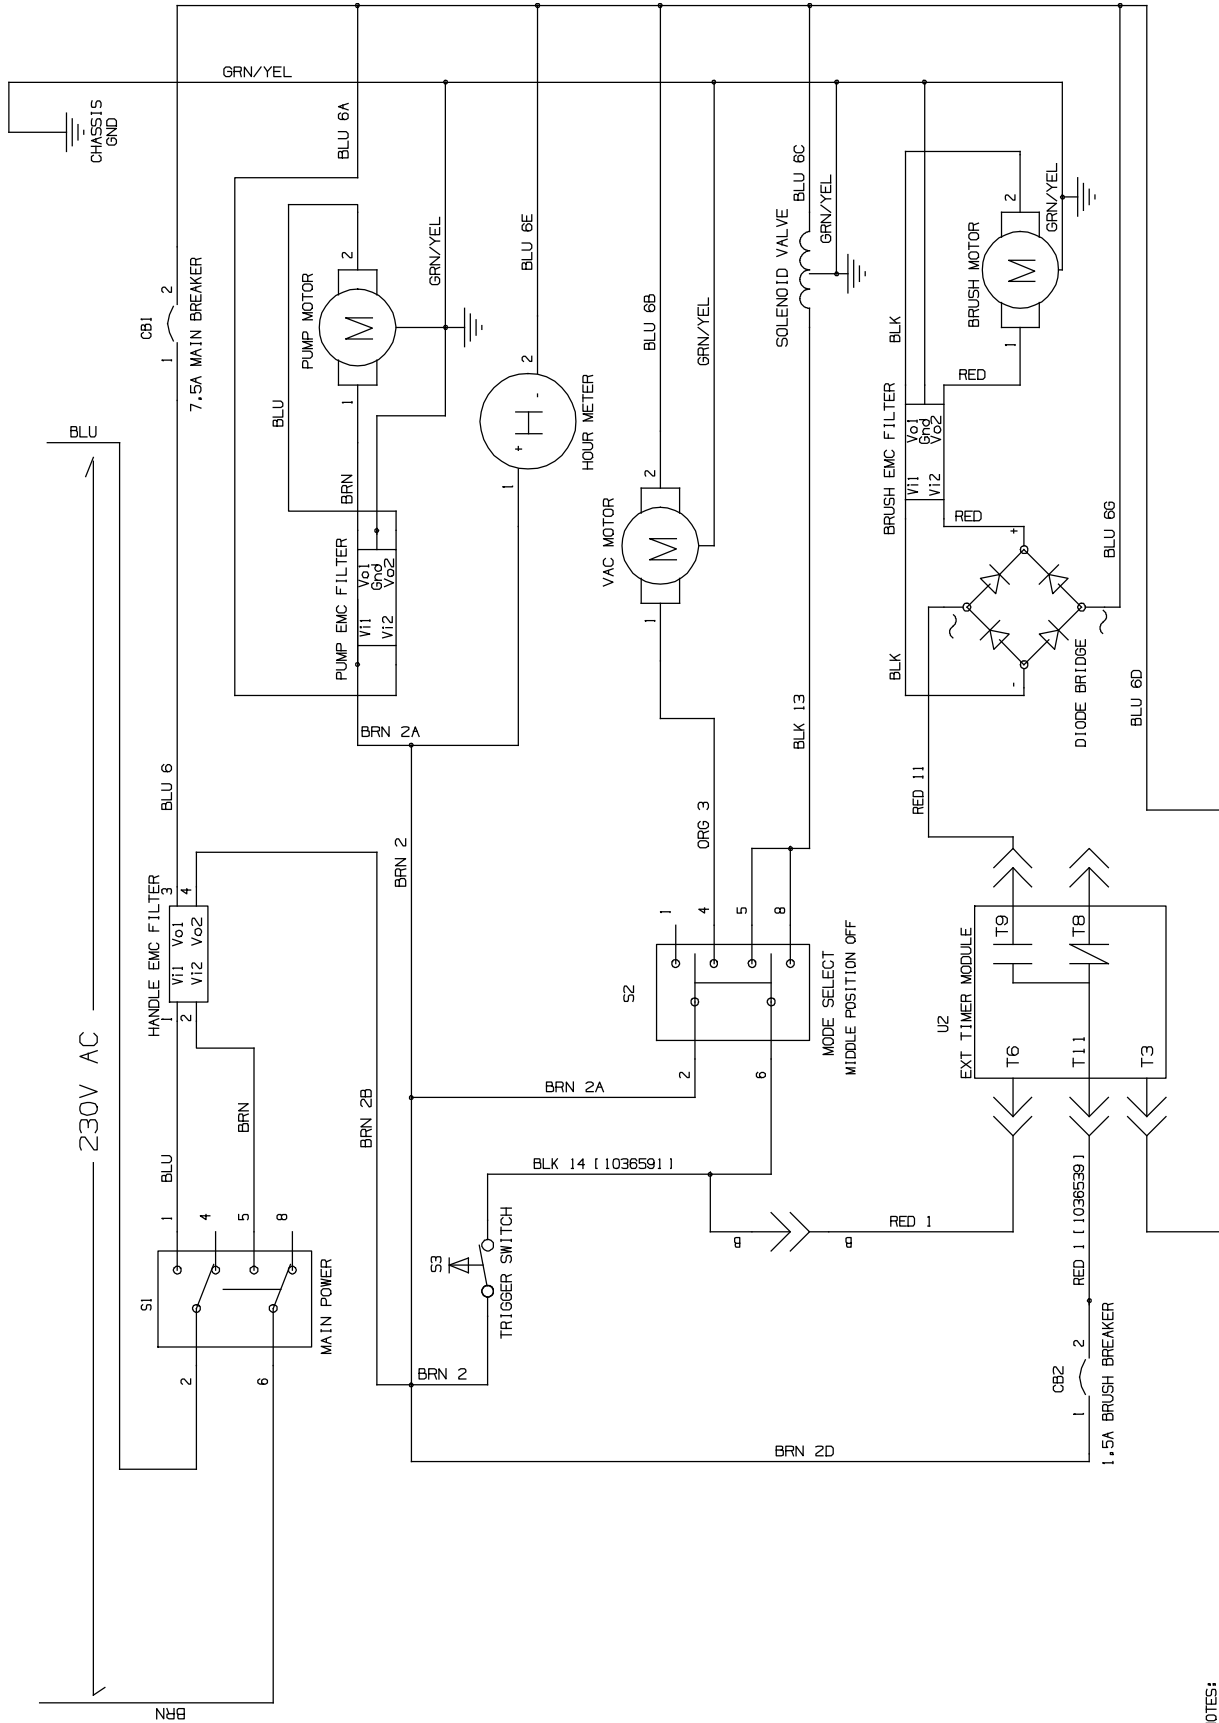 GRN/YEL
CHASSIS
GND
BLU
230V AC
BRN
CB1
1
2
7.5A MAIN BREAKER
BLU 6
HANDLE EMC FILTER
1
Vi1
Vo1
3
2
Vi2
Vo2
4
BLU
BRN
S1
1
4
5
8
2
6
MAIN POWER
BLU 6A
PUMP MOTOR
M
1
2
GRN/YEL
BLU
BRN
PUMP EMC FILTER
Vi1
Vo1
Gnd
Vi2
Vo2
BRN 2A
BLU 6E
HOUR METER
H
+
-
1
2
BRN 2
BRN 2B
BRN 2
BRN 2A
BRN 2D
S3
TRIGGER SWITCH
BLK 14 [1036591]
BLU 6B
GRN/YEL
VAC MOTOR
M
1
2
ORG 3
BLU 6C
GRN/YEL
SOLENOID VALVE
BLK 13
S2
1
4
5
8
2
6
MODE SELECT
MIDDLE POSITION OFF
B
B
RED 1
BRUSH MOTOR
M
1
2
GRN/YEL
BLK
RED
BRUSH EMC FILTER
Vi1
Vo1
Gnd
Vi2
Vo2
RED
BLK
+
-
DIODE BRIDGE
BLU 6G
BLU 6D
RED 11
U2
EXT TIMER MODULE
T9
T8
T6
T11
T3
RED 1 [1036539]
CB2
1
2
1.5A BRUSH BREAKER
OTES: